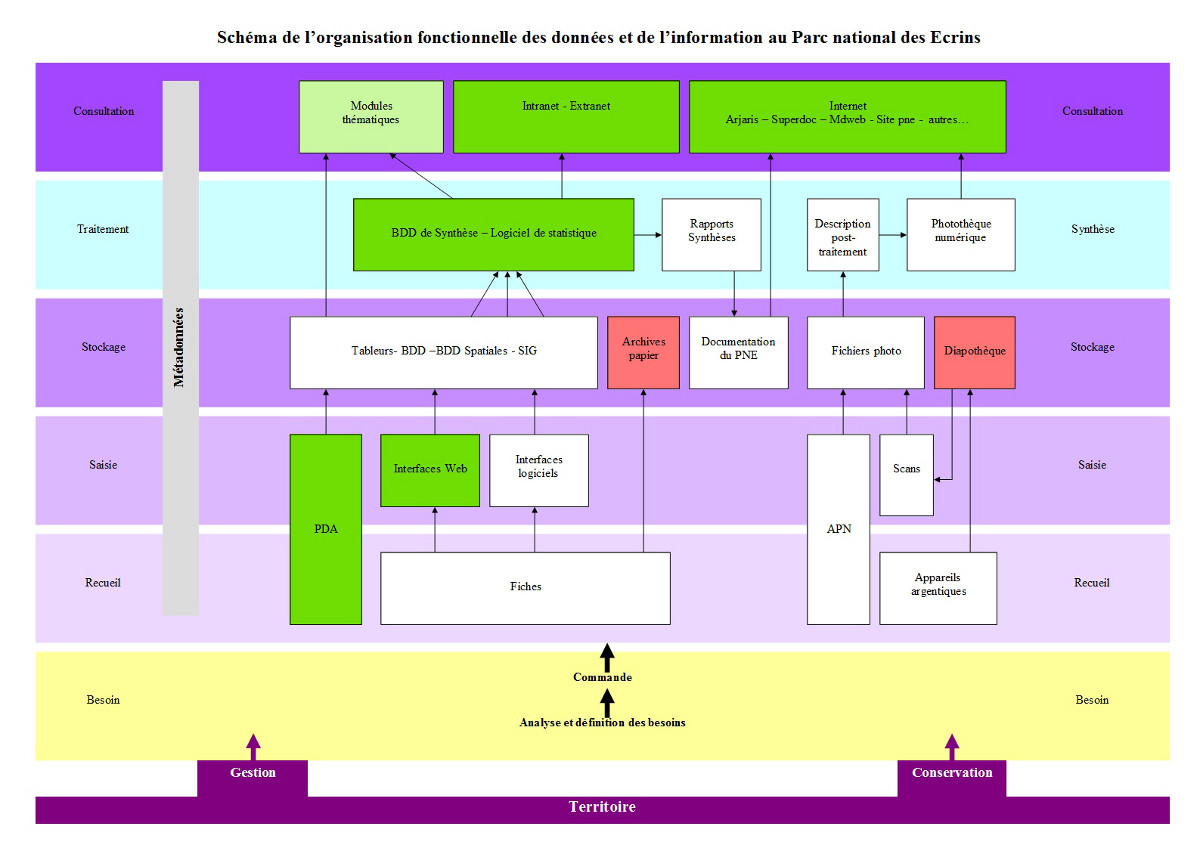 Schéma de l’organisation fonctionnelle des données et de l’information au Parc national des Ecrins
Consultation
Modules
thématiques
Intranet - Extranet
Internet
Arjaris – Superdoc – Mdweb - Site pne - autres…
Consultation
Métadonnées
Traitement
BDD de Synthèse – Logiciel de statistique
Rapports
Synthèses
Description
post-
traitement
Photothèque
numérique
Synthèse
Stockage
Tableurs- BDD –BDD Spatiales - SIG
Archives
papier
Documentation
du PNE
Fichiers photo
Diapothèque
Stockage
Saisie
Interfaces Web
Interfaces
logiciels
Scans
Saisie
PDA
APN
Recueil
Fiches
Appareils
argentiques
Recueil
Commande
Besoin
Besoin
Analyse et définition des besoins
Gestion
Conservation
Territoire